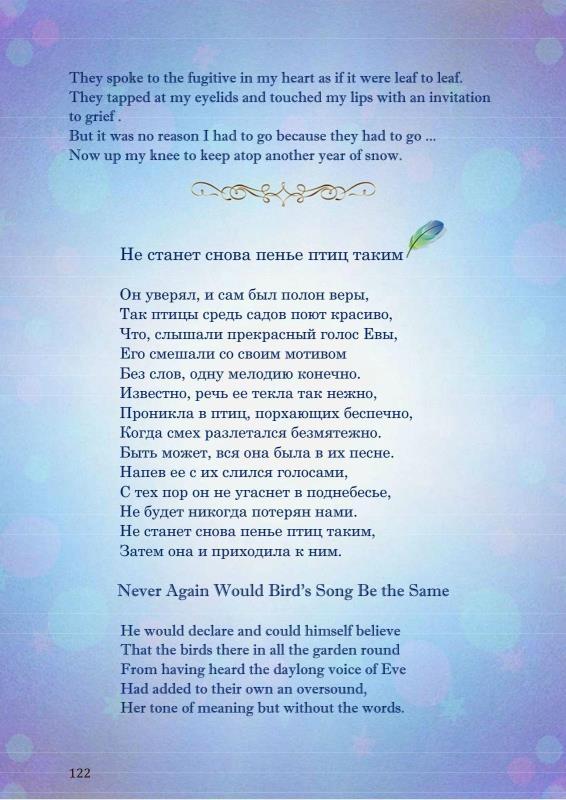 They spoke to the fugitive in my heart as if it were leaf to leaf.
They tapped at my eyelids and touched my lips with an invitation
to grief .
But it was no reason I had to go because they had to go ...
Now up my knee to keep atop another year of snow.
Не станет снова пенье птиц таким
Он уверял, и сам был полон веры,
Так птицы средь садов поют красиво,
Что, слышали прекрасный голос Евы,
Его смешали со своим мотивом
Без слов, одну мелодию конечно.
Известно, речь ее текла так нежно,
Проникла в птиц, порхающих беспечно,
Когда смех разлетался безмятежно.
Быть может, вся она была в их песне.
Напев ее с их слился голосами,
С тех пор он не угаснет в поднебесье,
Не будет никогда потерян нами.
Не станет снова пенье птиц таким,
Затем она и приходила к ним.
Never Again Would Bird's Song Be the Same
He would declare and could himself believe
That the birds there in all the garden round
From having heard the daylong voice of Eve
Had added to their own an oversound,
Her tone of meaning but without the words.
122